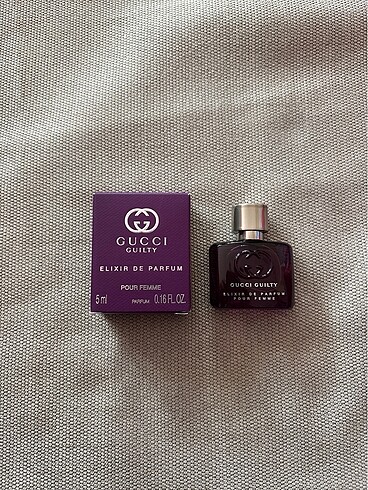 GUCCI
GUILTY
ELIXIR DE PARFUM
POUR FEMME
5 ml PARFUM 0.16 FL.OZ.
GUCCI GUILTY
ELIXIR DE PARFUM
POUR FEMME